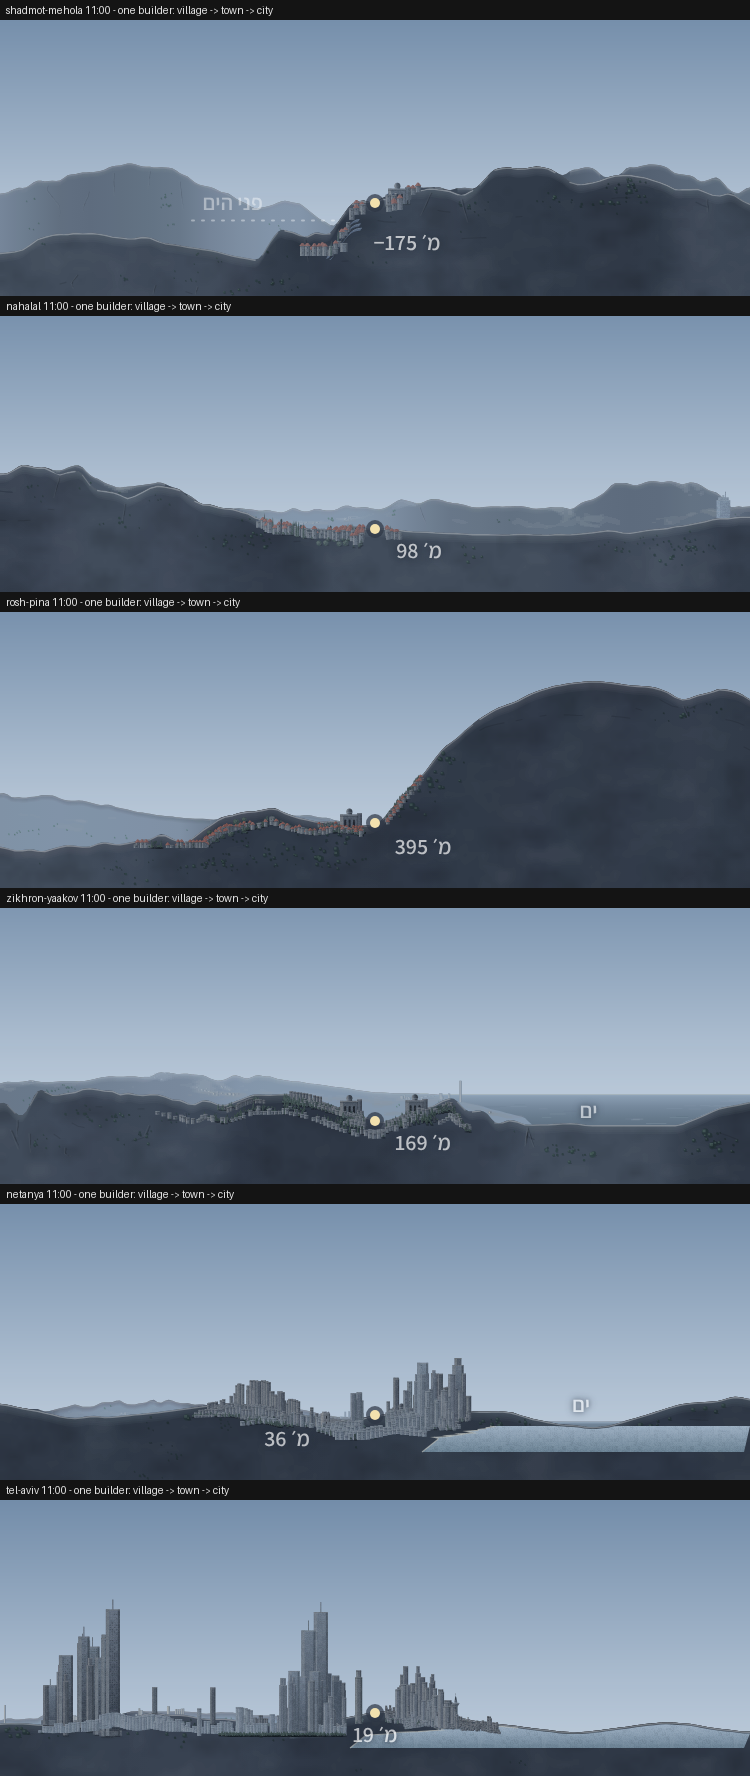 shadmot-mehola 11:00 - one builder: village -> town -> city
פני הים
−175 מ׳
nahalal 11:00 - one builder: village -> town -> city
98 מ׳
rosh-pina 11:00 - one builder: village -> town -> city
395 מ׳
zikhron-yaakov 11:00 - one builder: village -> town -> city
ים
169 מ׳
netanya 11:00 - one builder: village -> town -> city
ים
36 מ׳
tel-aviv 11:00 - one builder: village -> town -> city
19 מ׳